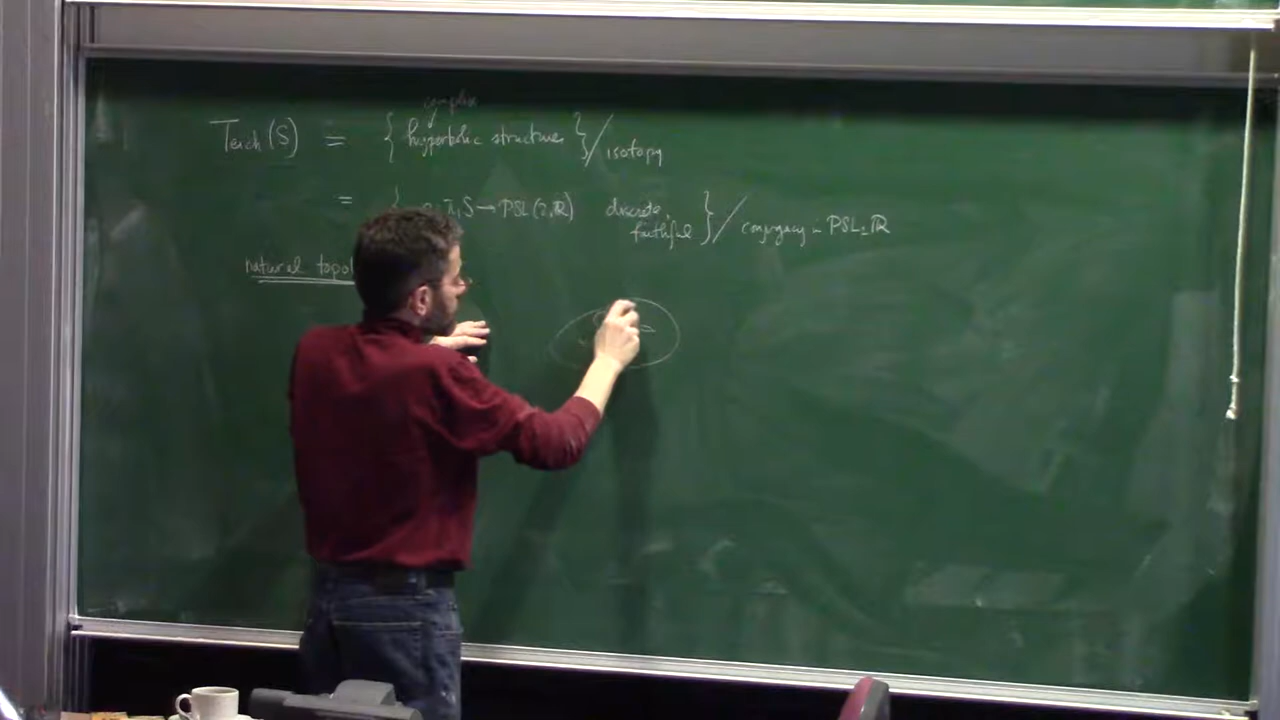 complex
Teich(S) = { hyperbolic structure } / isotopy
= { π₁S → PSL(2,ℝ) discrete, faithful } / conjugacy in PSL₂ℝ
natural topol